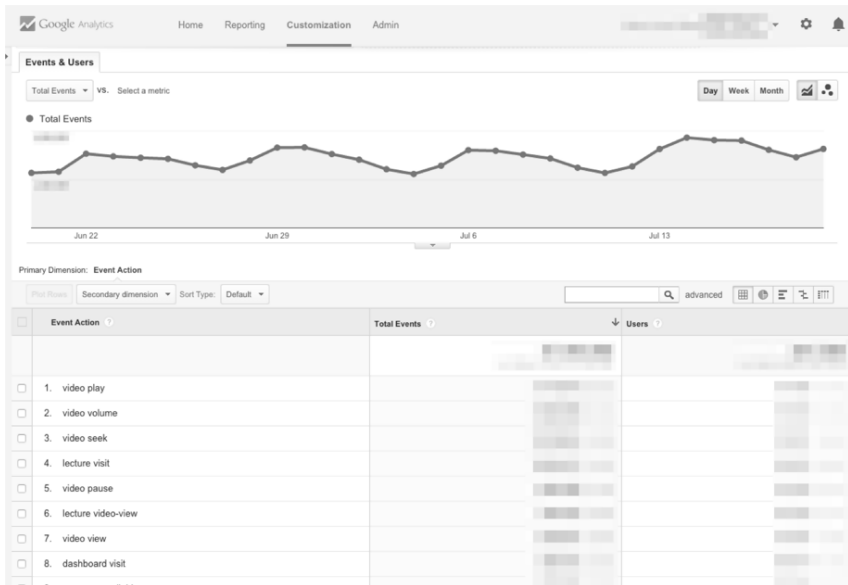 Google Analytics Home Reporting Customization Admin
Events & Users
Total Events VS. Select a metric Day Week Month
Total Events
Jun 22 Jun 29 Jul 6 Jul 13
Primary Dimension: Event Action
Plot Rows Secondary dimension Sort Type: Default advanced
Event Action ? Total Events ? Users ?
1. video play
2. video volume
3. video seek
4. lecture visit
5. video pause
6. lecture video-view
7. video view
8. dashboard visit